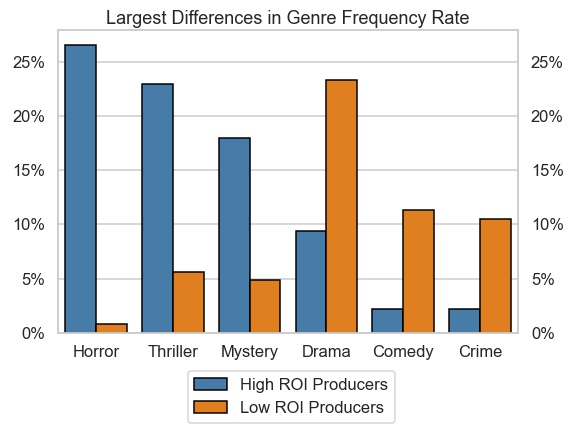 Largest Differences in Genre Frequency Rate
25% 25%
20% 20%
15% 15%
10% 10%
5% 5%
0% 0%
Horror Thriller Mystery Drama Comedy Crime
High ROI Producers
Low ROI Producers